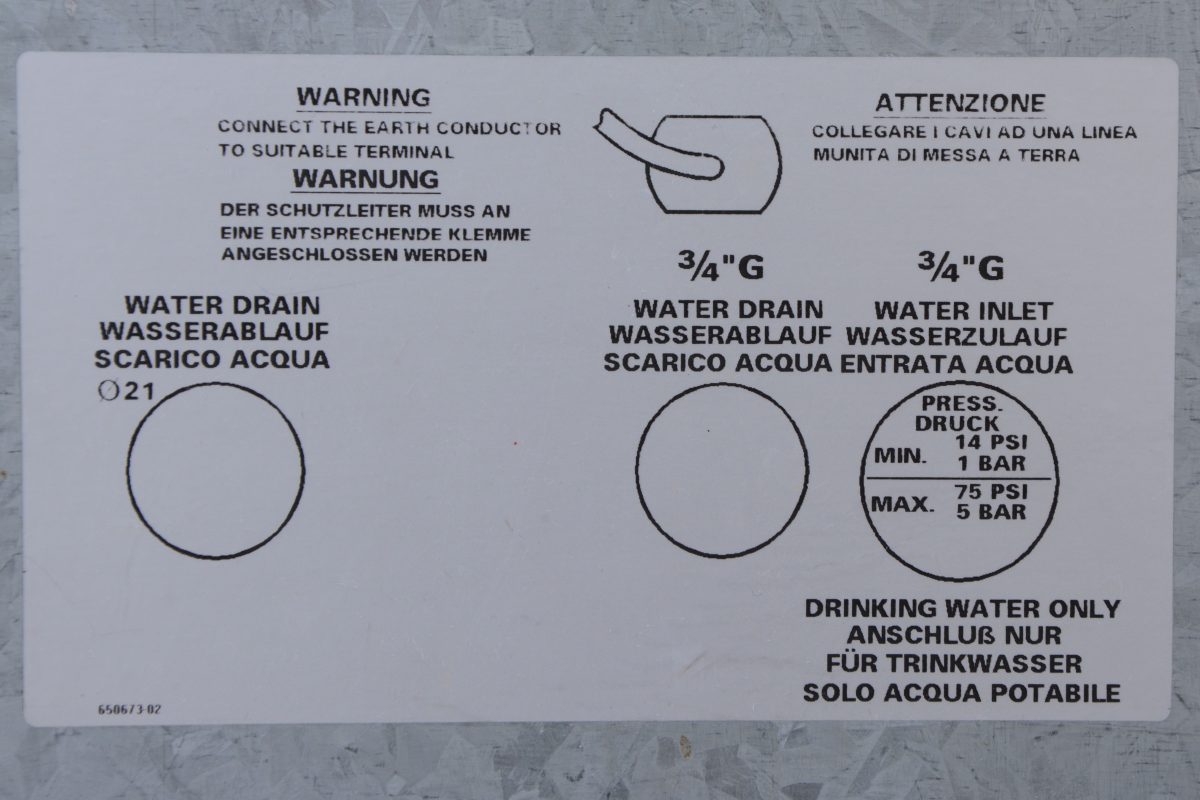 WARNING
CONNECT THE EARTH CONDUCTOR
TO SUITABLE TERMINAL
WARNUNG
DER SCHUTZLEITER MUSS AN
EINE ENTSPRECHENDE KLEMME
ANGESCHLOSSEN WERDEN
ATTENZIONE
COLLEGARE I CAVI AD UNA LINEA
MUNITA DI MESSA A TERRA
WATER DRAIN
WASSERABLAUF
SCARICO ACQUA
∅21
¾"G
WATER DRAIN
WASSERABLAUF
SCARICO ACQUA
¾"G
WATER INLET
WASSERZULAUF
ENTRATA ACQUA
PRESS.
DRUCK
MIN. 14 PSI
1 BAR
MAX. 75 PSI
5 BAR
DRINKING WATER ONLY
ANSCHLUß NUR
FÜR TRINKWASSER
SOLO ACQUA POTABILE
650673-02